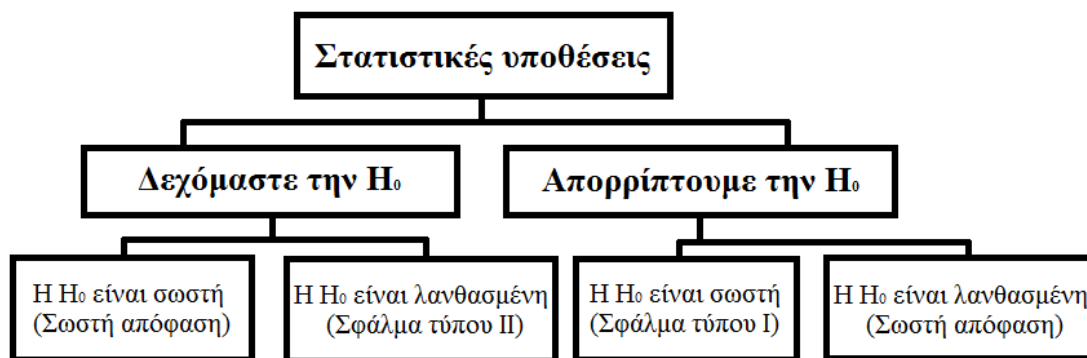 Στατιστικές υποθέσεις
Δεχόμαστε την H₀
Απορρίπτουμε την H₀
Η H₀ είναι σωστή
(Σωστή απόφαση)
Η H₀ είναι λανθασμένη
(Σφάλμα τύπου ΙΙ)
Η H₀ είναι σωστή
(Σφάλμα τύπου Ι)
Η H₀ είναι λανθασμένη
(Σωστή απόφαση)